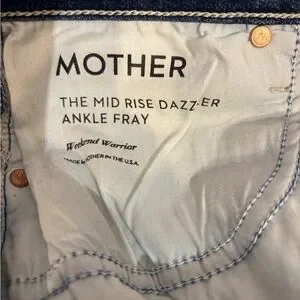 MOTHER
THE MID RISE DAZZLER
ANKLE FRAY
Weekend Warrior
MADE by MOTHER IN THE U.S.A.